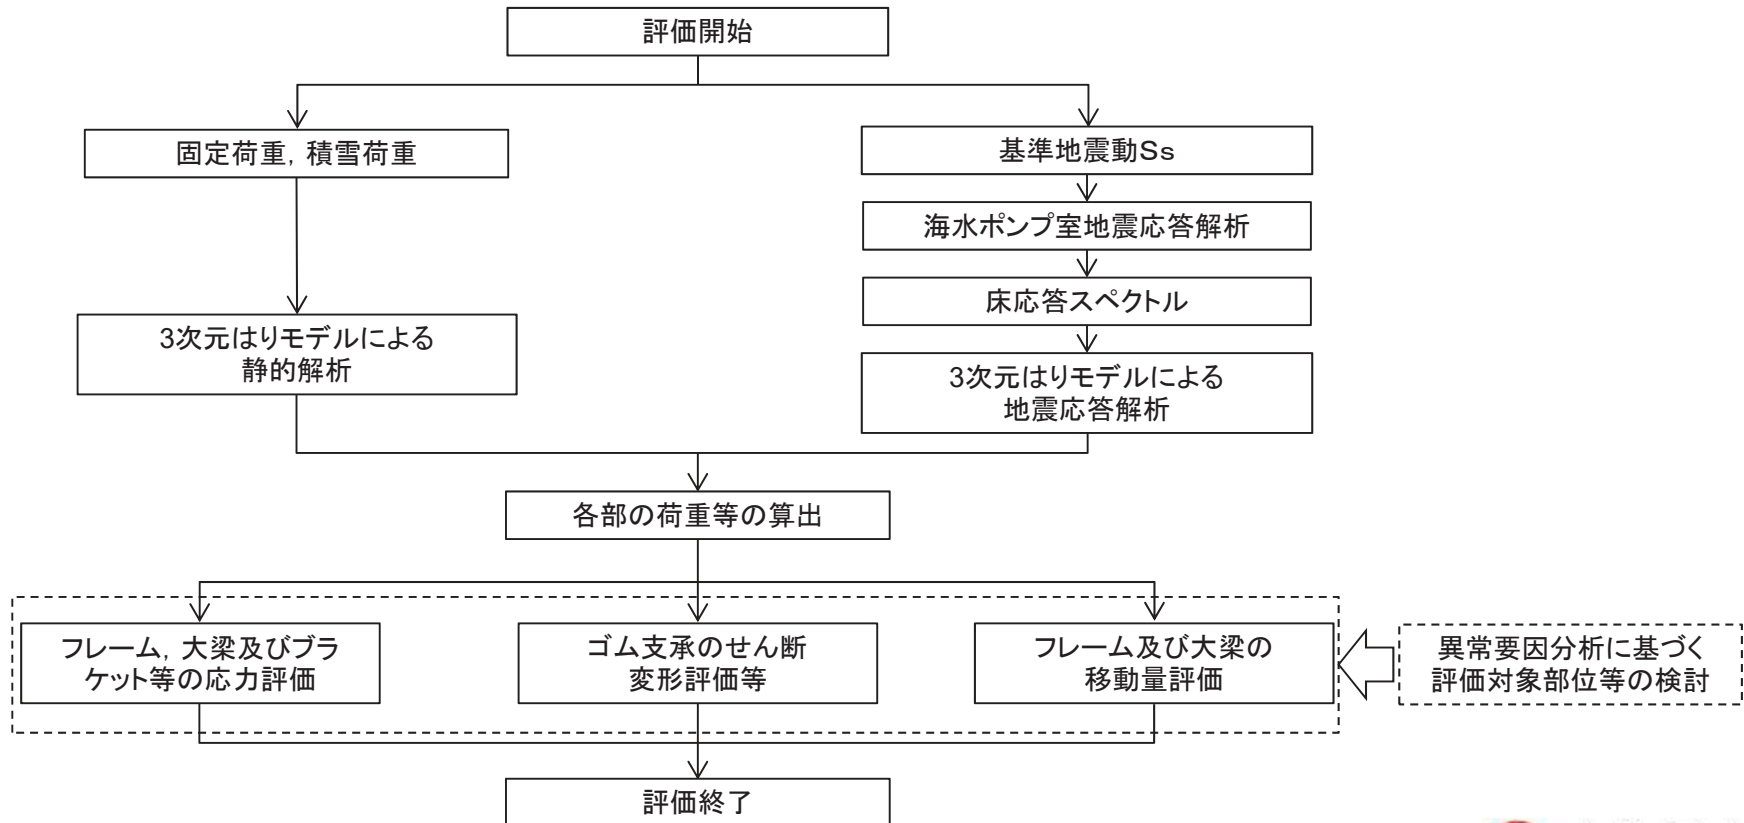 評価開始
固定荷重，積雪荷重
基準地震動Ｓｓ
海水ポンプ室地震応答解析
床応答スペクトル
3次元はりモデルによる
静的解析
3次元はりモデルによる
地震応答解析
各部の荷重等の算出
フレーム，大梁及びブラ
ケット等の応力評価
ゴム支承のせん断
変形評価等
フレーム及び大梁の
移動量評価
異常要因分析に基づく
評価対象部位等の検討
評価終了